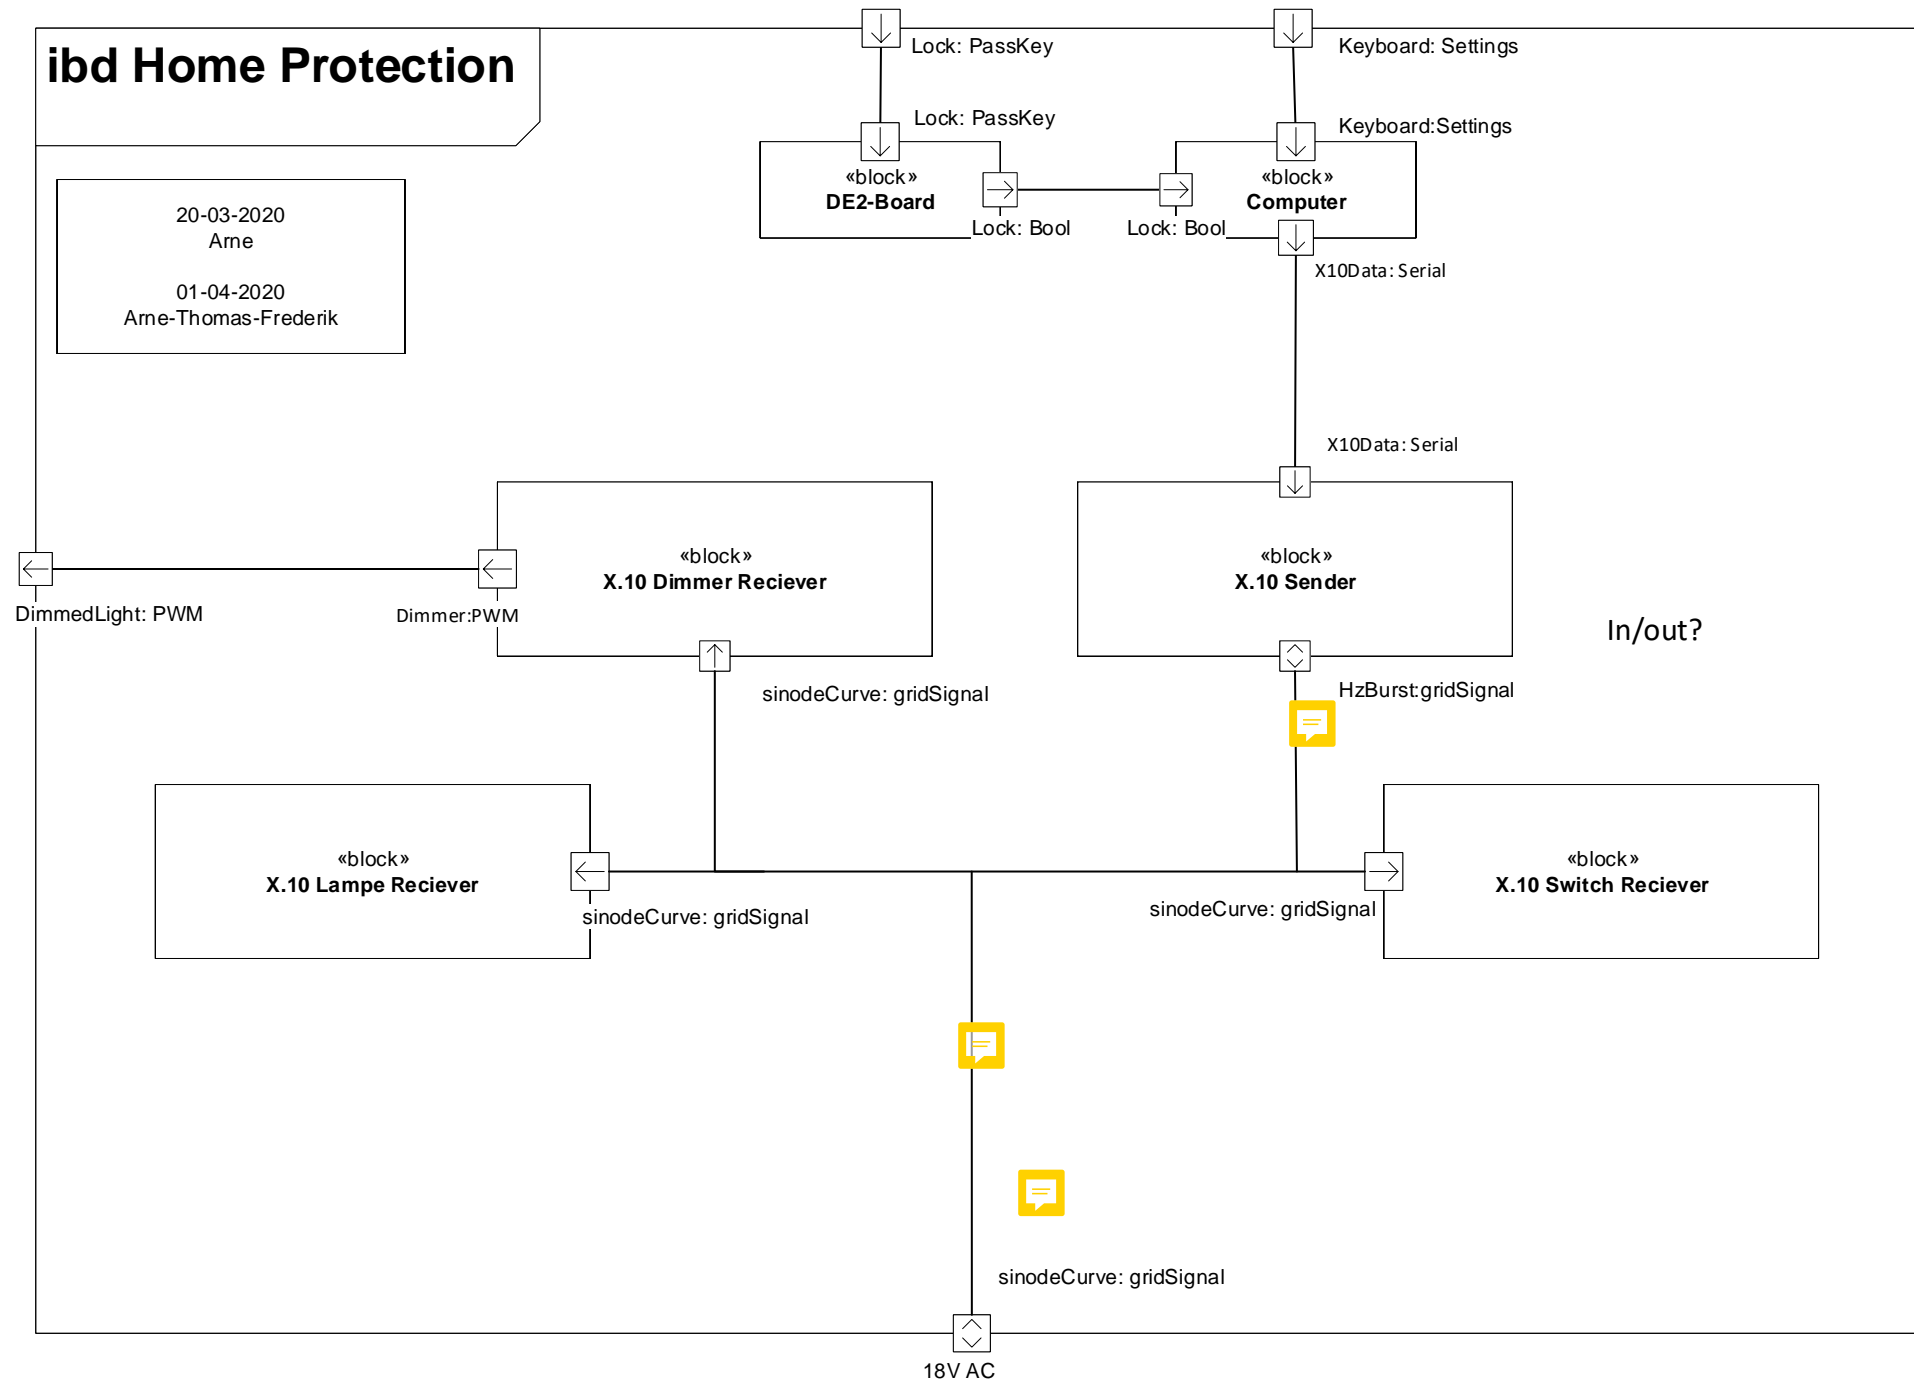 ibd Home Protection
Lock: PassKey
Keyboard: Settings
Lock: PassKey
Keyboard:Settings
«block»
DE2-Board
«block»
Computer
Lock: Bool
Lock: Bool
20-03-2020
Arne
01-04-2020
Arne-Thomas-Frederik
X10Data: Serial
X10Data: Serial
«block»
X.10 Dimmer Reciever
«block»
X.10 Sender
DimmedLight: PWM
Dimmer:PWM
In/out?
sinodeCurve: gridSignal
HzBurst:gridSignal
«block»
X.10 Lampe Reciever
«block»
X.10 Switch Reciever
sinodeCurve: gridSignal
sinodeCurve: gridSignal
sinodeCurve: gridSignal
18V AC